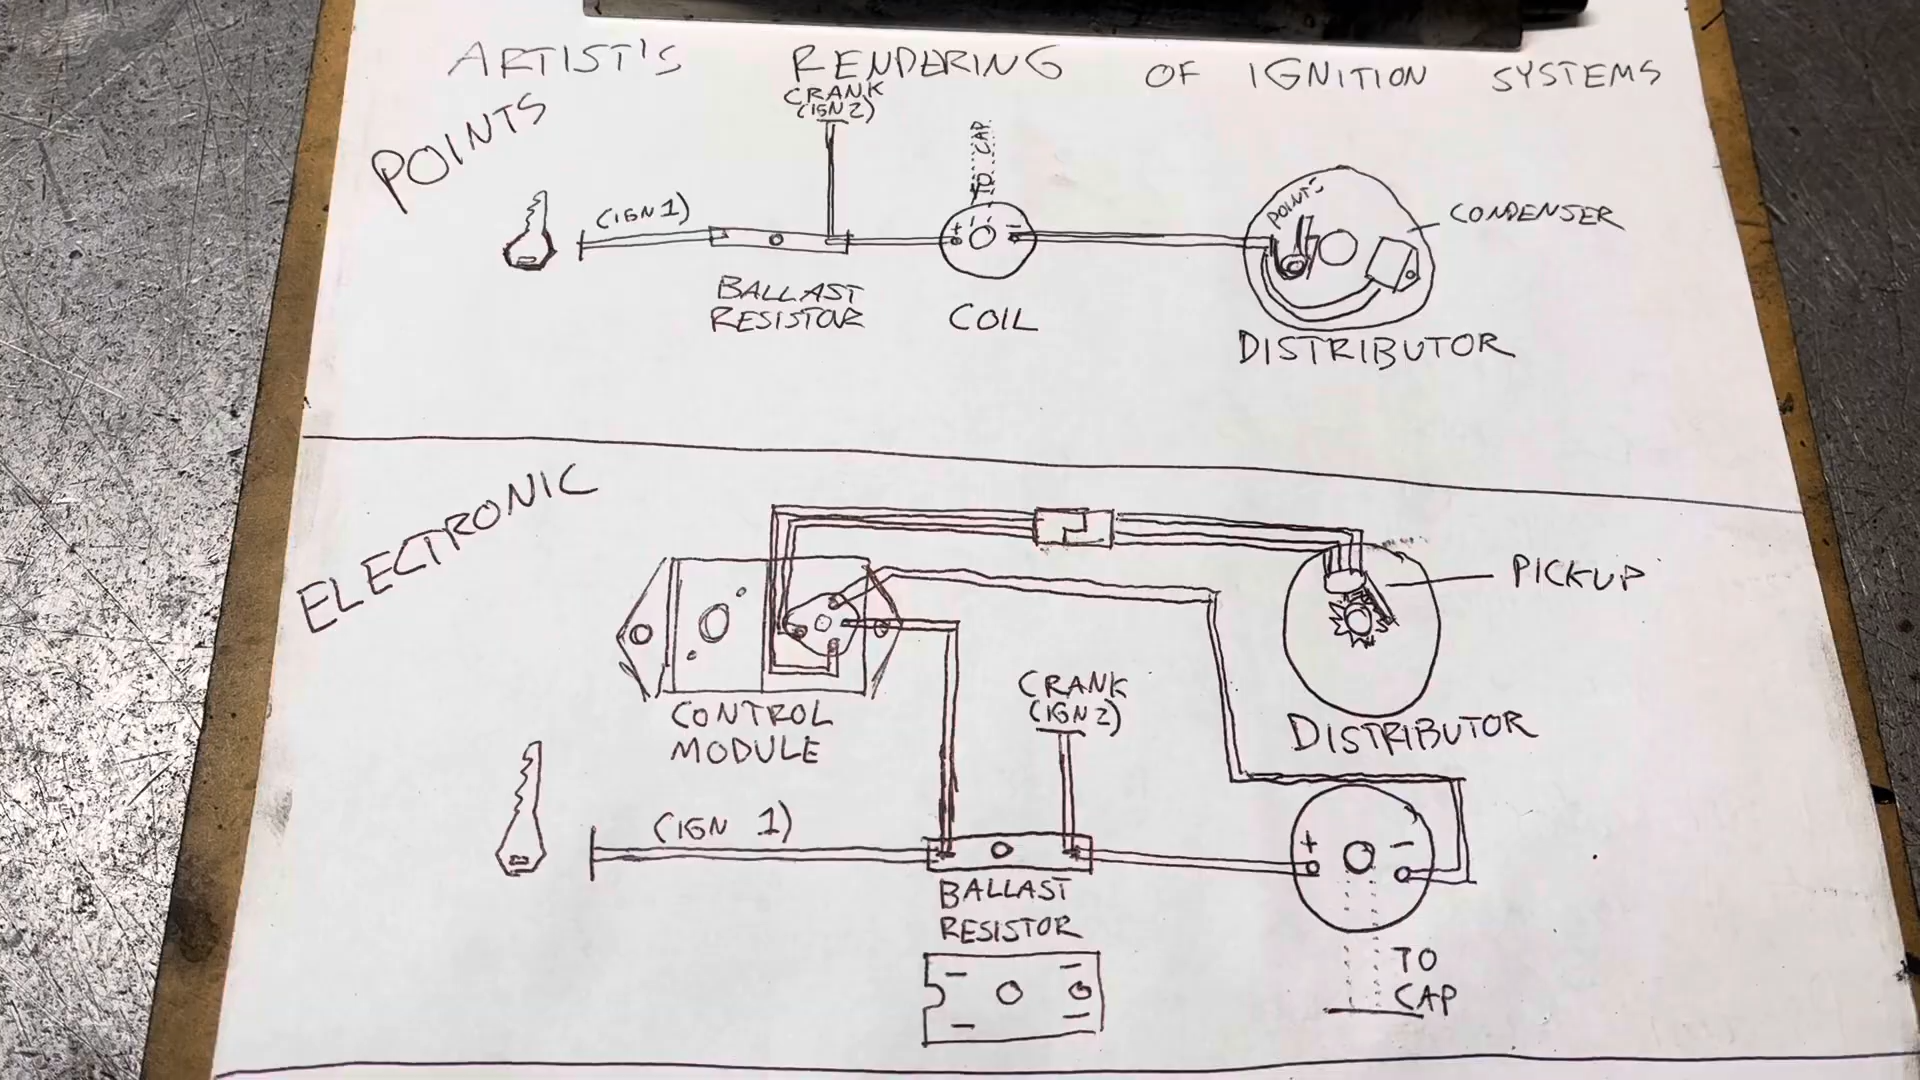 ARTIST'S RENDERING OF IGNITION SYSTEMS
POINTS
CRANK
(IGN 2)
TO CAP
(IGN 1)
+ -
POINTS
CONDENSER
BALLAST
RESISTOR
COIL
DISTRIBUTOR
ELECTRONIC
PICKUP
CONTROL
MODULE
CRANK
(IGN 2)
DISTRIBUTOR
(IGN 1)
+ -
BALLAST
RESISTOR
TO
CAP